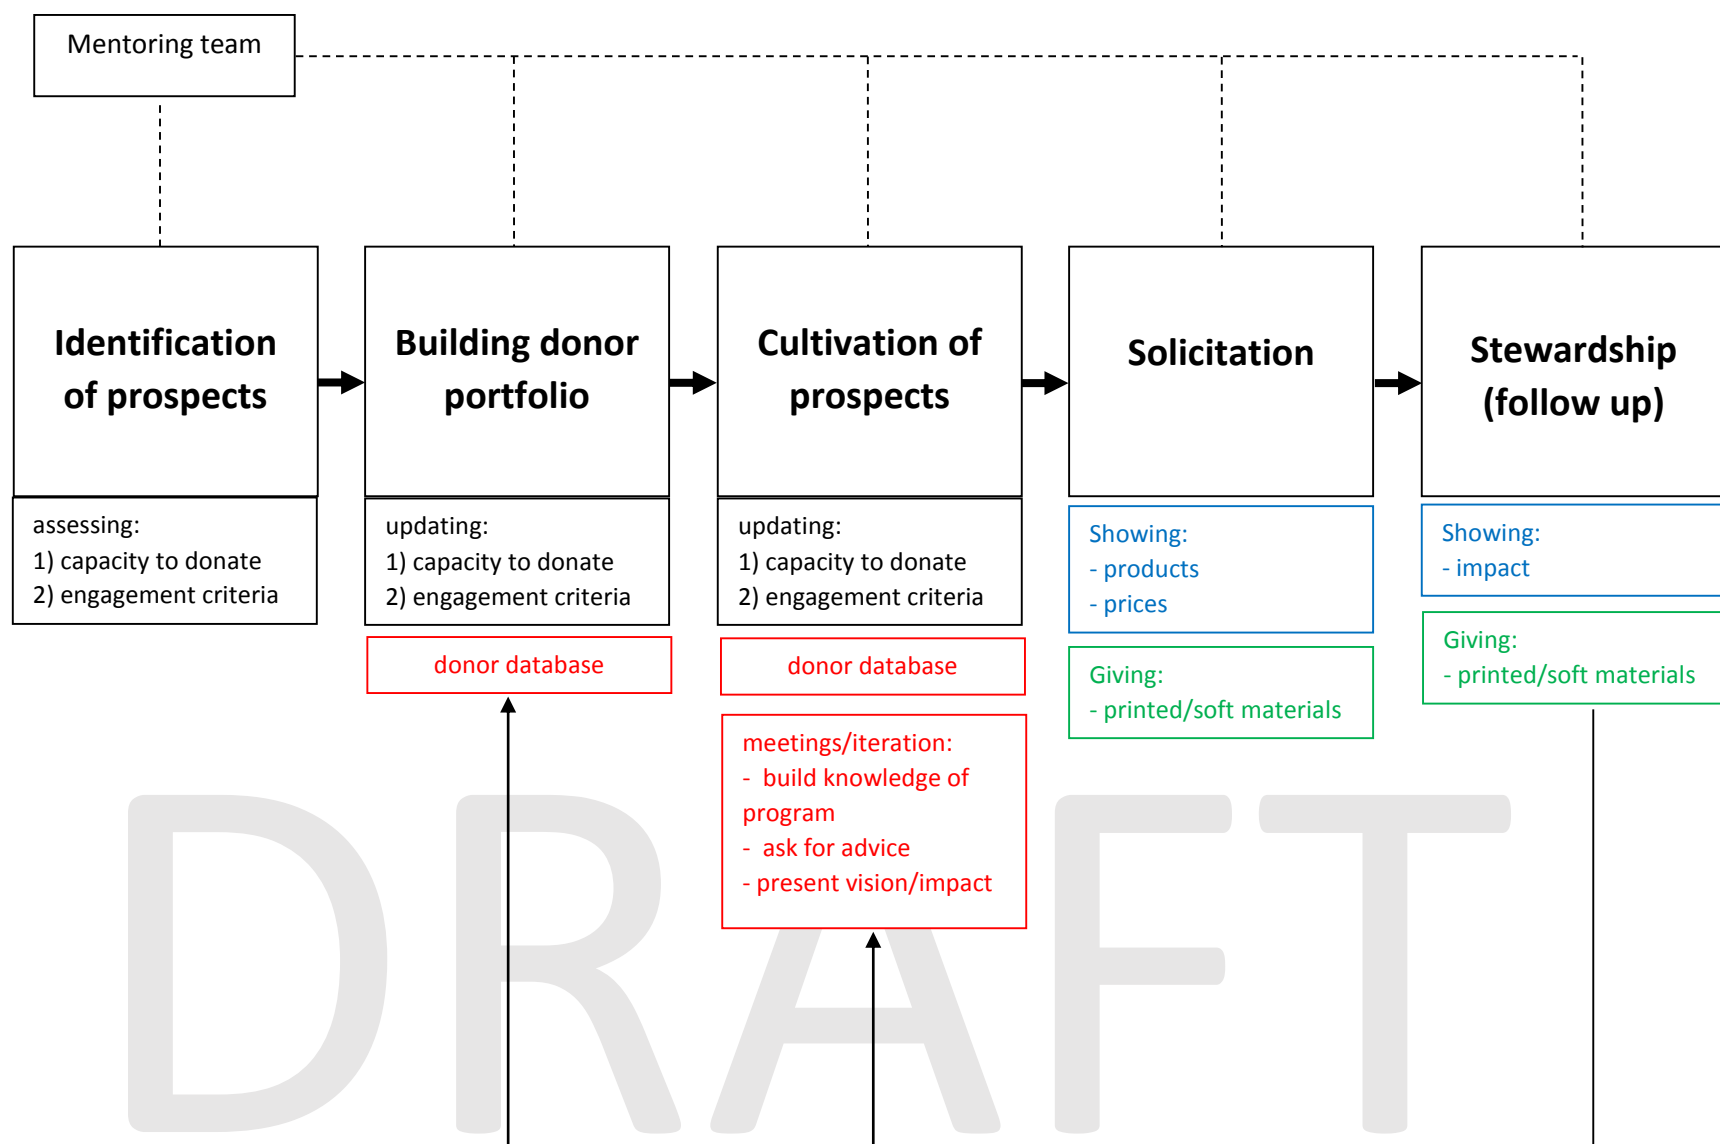 Mentoring team
Identification
of prospects
Building donor
portfolio
Cultivation of
prospects
Solicitation
Stewardship
(follow up)
assessing:
1) capacity to donate
2) engagement criteria
updating:
1) capacity to donate
2) engagement criteria
donor database
updating:
1) capacity to donate
2) engagement criteria
donor database
meetings/iteration:
- build knowledge of
program
- ask for advice
- present vision/impact
Showing:
- products
- prices
Giving:
- printed/soft materials
Showing:
- impact
Giving:
- printed/soft materials
DRAFT